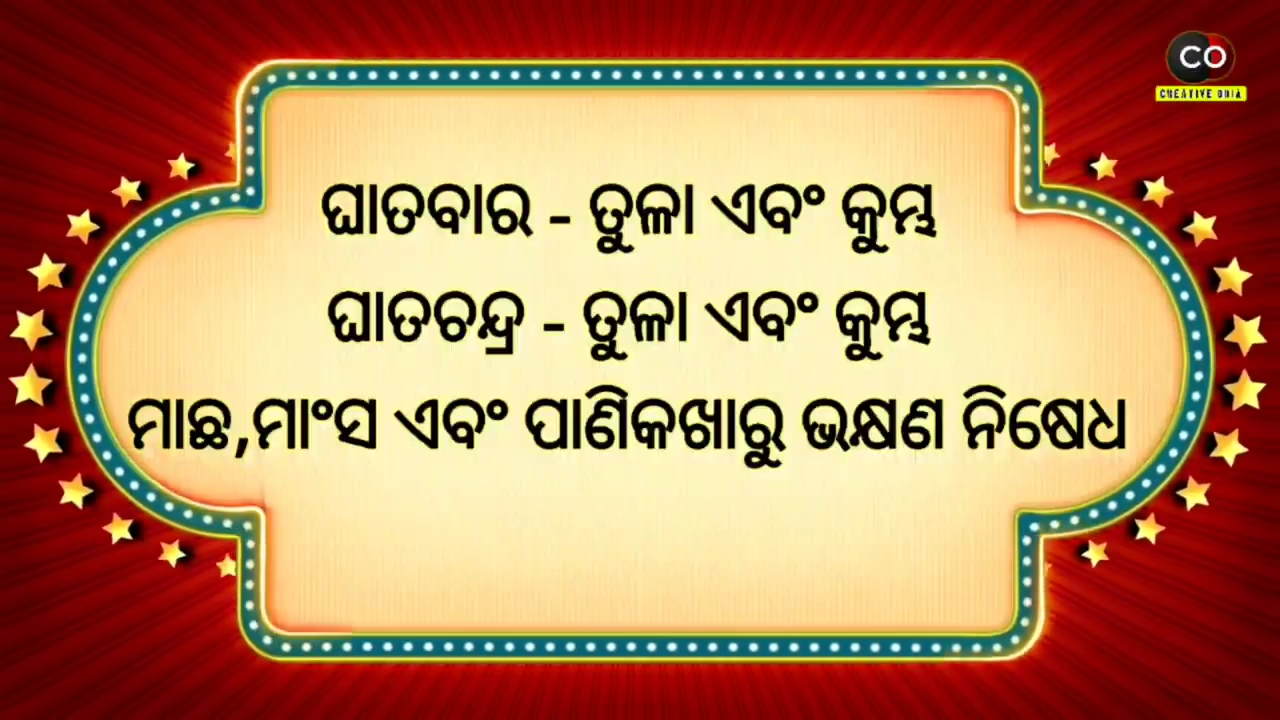 CO
CREATIVE ODIA
ଘାତବାର - ତୁଳା ଏବଂ କୁମ୍ଭ
ଘାତଚନ୍ଦ୍ର - ତୁଳା ଏବଂ କୁମ୍ଭ
ମାଛ,ମାଂସ ଏବଂ ପାଣିକଖାରୁ ଭକ୍ଷଣ ନିଷେଧ